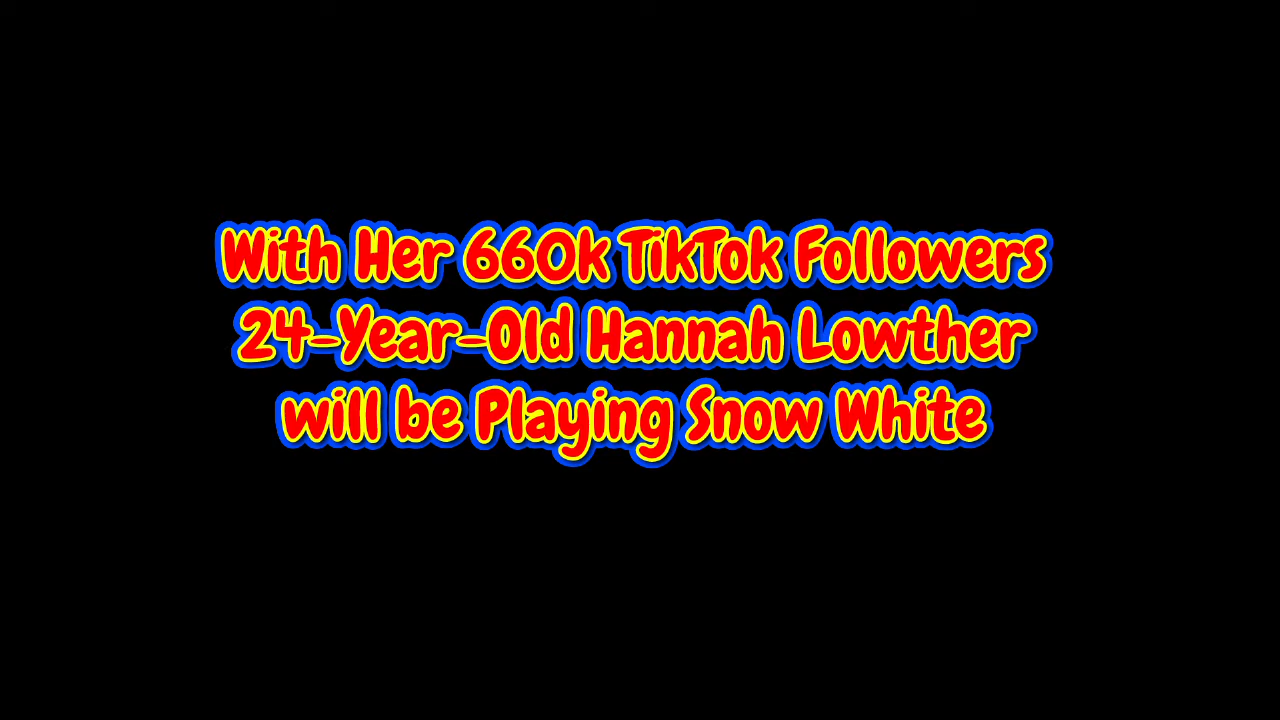 With Her 660k TikTok Followers
24-Year-Old Hannah Lowther
will be Playing Snow White